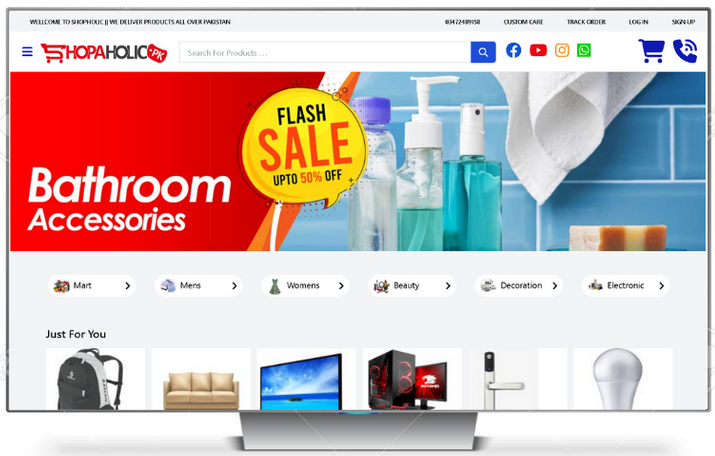 WELLCOME TO SHOPHOLIC || WE DELIVER PRODUCTS ALL OVER PAKISTAN
CUSTOM CARE
TRACK ORDER
LOG IN
SIGN UP
SHOPAHOLIC.PK
Search For Products . . .
FLASH
SALE
UPTO 50% OFF
Bathroom
Accessories
Mart
Mens
Womens
Beauty
Decoration
Electronic
Just For You